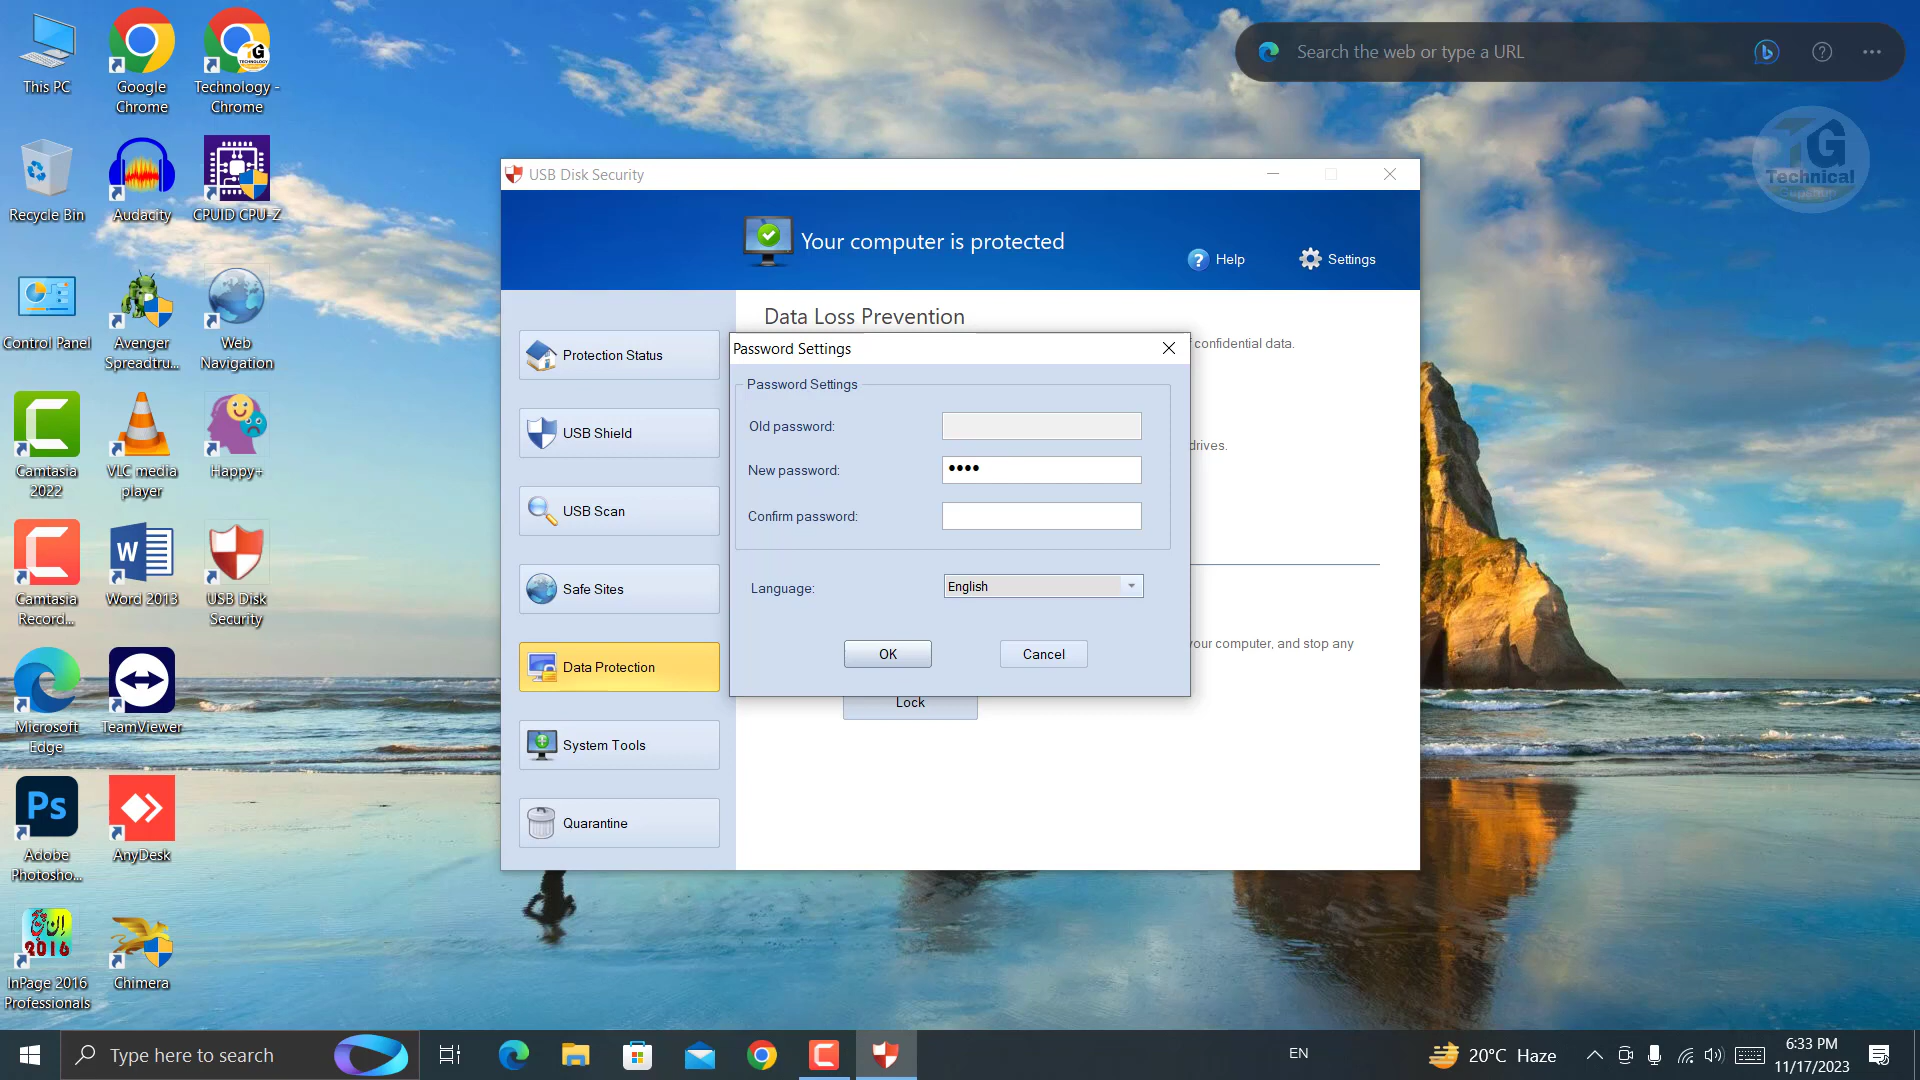 This PC
Google
Chrome
Technology -
Chrome
Recycle Bin
Audacity
CPUID CPU-Z
Control Panel
Avenger
Spreadtru...
Web
Navigation
Camtasia
2022
VLC media
player
Happy+
Camtasia
Record...
Word 2013
USB Disk
Security
Microsoft
Edge
TeamViewer
Adobe
Photosho...
AnyDesk
InPage 2016
Professionals
Chimera
Search the web or type a URL
TG
Technical
USB Disk Security
Your computer is protected
Help
Settings
Protection Status
USB Shield
USB Scan
Safe Sites
Data Protection
System Tools
Quarantine
Data Loss Prevention
confidential data.
drives.
your computer, and stop any
Lock
Password Settings
Password Settings
Old password:
New password:
••••
Confirm password:
Language:
English
OK
Cancel
Type here to search
EN
20°C Haze
6:33 PM
11/17/2023